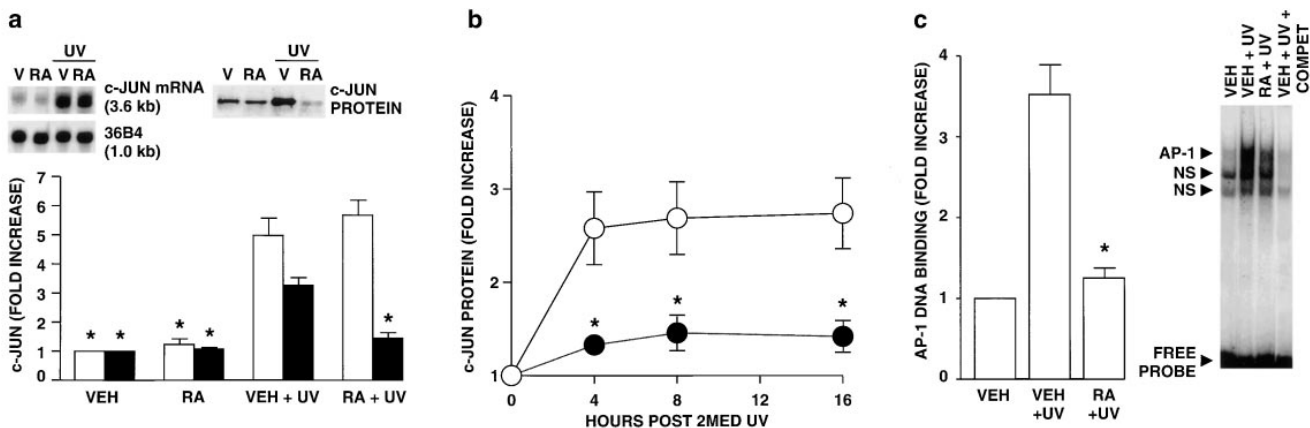 a
UV
V RA V RA
c-JUN mRNA
(3.6 kb)
36B4
(1.0 kb)
UV
V RA V RA
c-JUN
PROTEIN
c-JUN (FOLD INCREASE)
7
6
5
4
3
2
1
0
* * * * *
VEH RA VEH + UV RA + UV
b
c-JUN PROTEIN (FOLD INCREASE)
4
3
2
1
* * *
0 4 8 12 16
HOURS POST 2MED UV
c
AP-1 DNA BINDING (FOLD INCREASE)
4
3
2
1
0
*
VEH VEH RA
+UV +UV
VEH
VEH + UV
RA + UV
VEH + UV +
COMPET
AP-1
NS
NS
FREE
PROBE